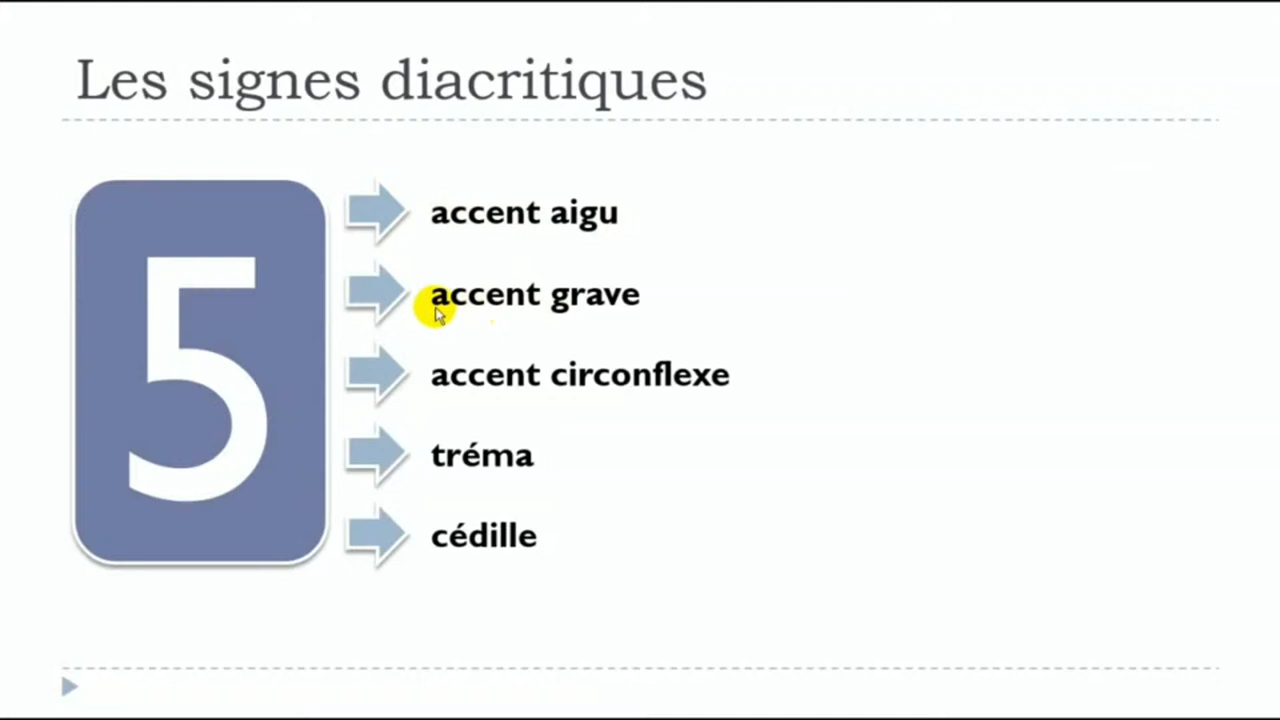 Les signes diacritiques
5
accent aigu
accent grave
accent circonflexe
tréma
cédille